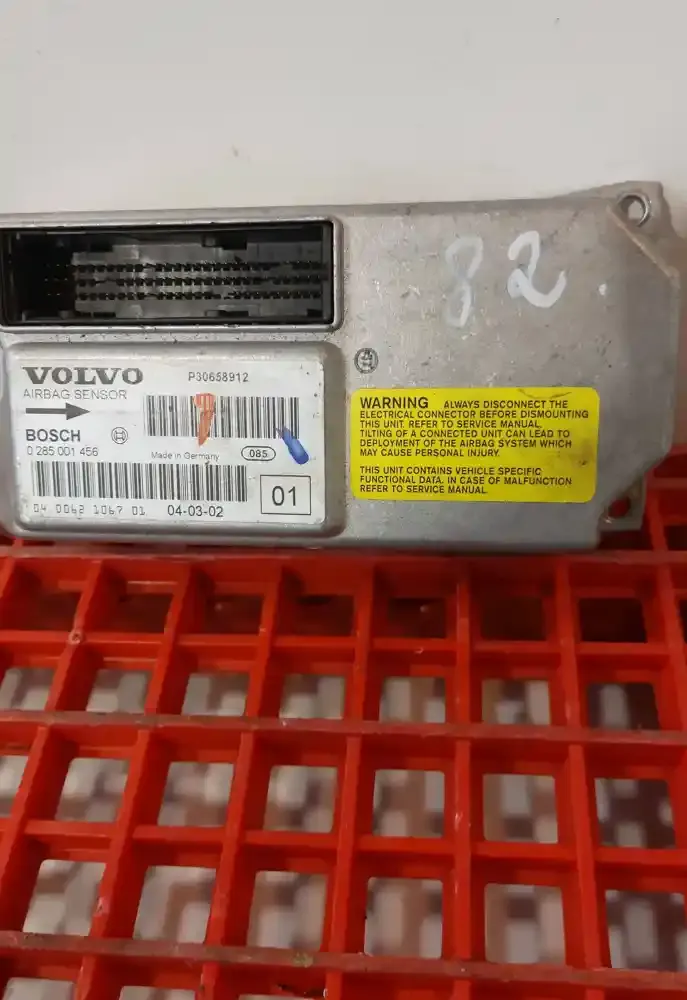 82
VOLVO
P30658912
AIRBAG SENSOR
BOSCH
0 285 001 456
Made in Germany
085
01
04 0062 1067 01
04-03-02
WARNING ALWAYS DISCONNECT THE
ELECTRICAL CONNECTOR BEFORE DISMOUNTING
THIS UNIT. REFER TO SERVICE MANUAL.
TILTING OF A CONNECTED UNIT CAN LEAD TO
DEPLOYMENT OF THE AIRBAG SYSTEM WHICH
MAY CAUSE PERSONAL INJURY.
THIS UNIT CONTAINS VEHICLE SPECIFIC
FUNCTIONAL DATA. IN CASE OF MALFUNCTION
REFER TO SERVICE MANUAL.